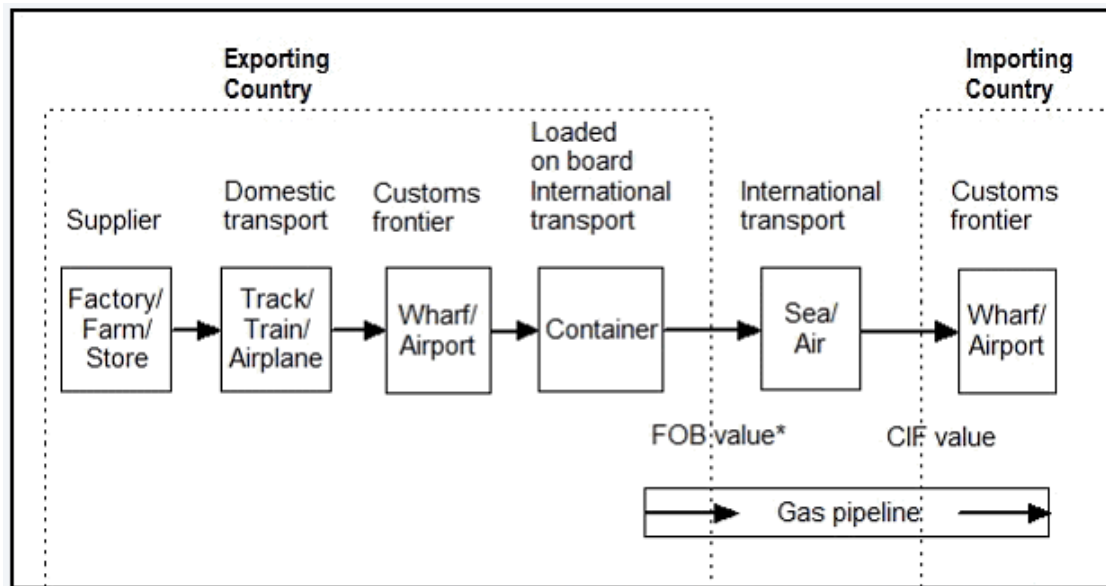 Exporting
Country
Importing
Country
Supplier
Domestic
transport
Customs
frontier
Loaded
on board
International
transport
International
transport
Customs
frontier
Factory/
Farm/
Store
Track/
Train/
Airplane
Wharf/
Airport
Container
Sea/
Air
Wharf/
Airport
FOB value*
CIF value
Gas pipeline